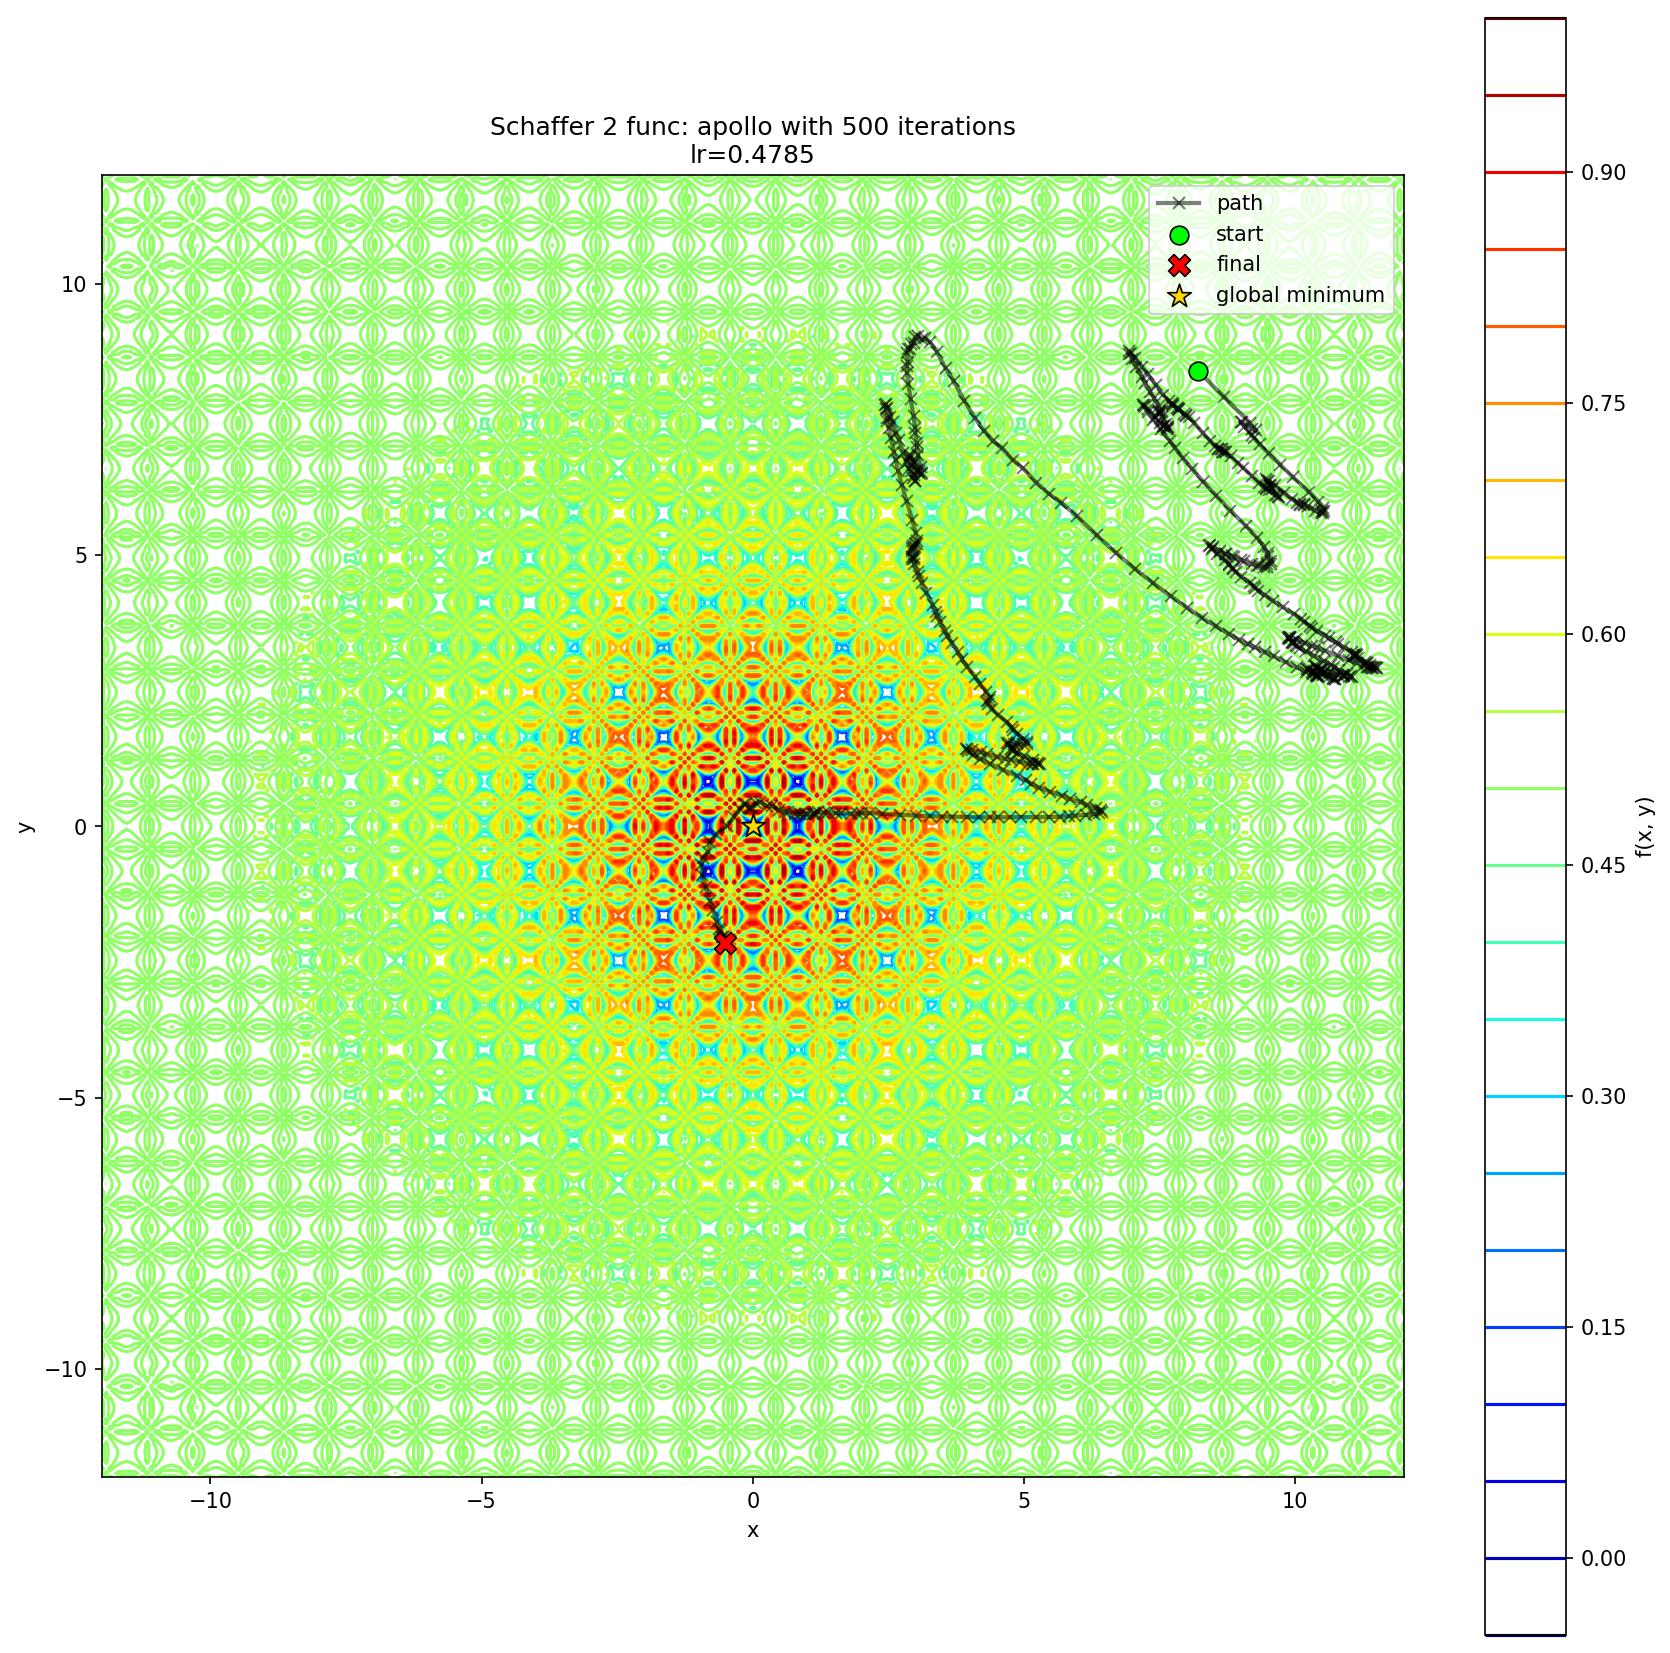 Schaffer 2 func: apollo with 500 iterations
lr=0.4785
path
start
final
global minimum
10
5
0
−5
−10
y
−10
−5
0
5
10
x
0.90
0.75
0.60
0.45
0.30
0.15
0.00
f(x, y)